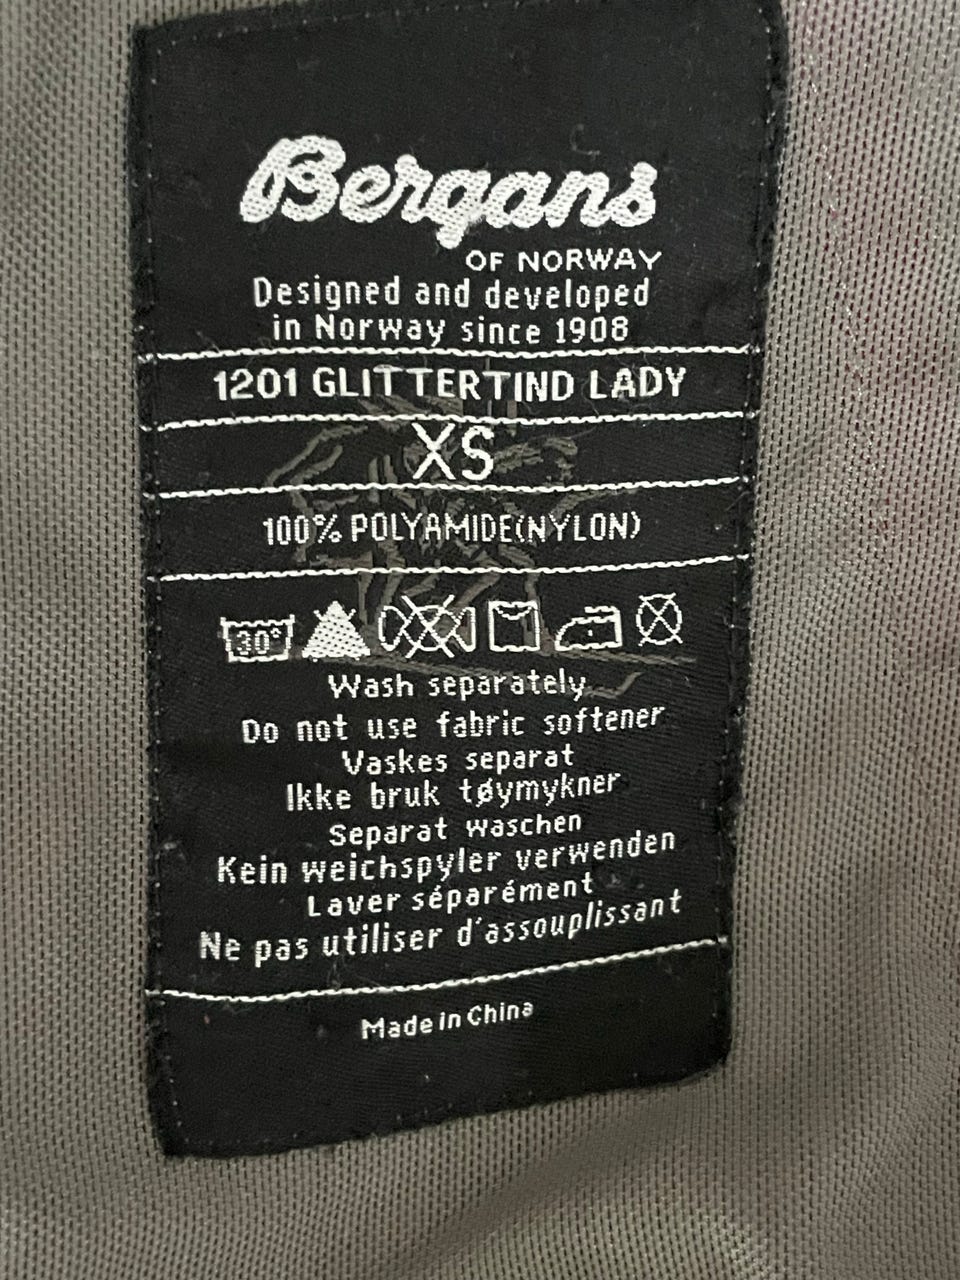 Bergans
OF NORWAY
Designed and developed
in Norway since 1908
1201 GLITTERTIND LADY
XS
100% POLYAMIDE(NYLON)
30°
Wash separately
Do not use fabric softener
Vaskes separat
Ikke bruk tøymykner
Separat waschen
Kein weichspyler verwenden
Laver séparément
Ne pas utiliser d'assouplissant
Made in China